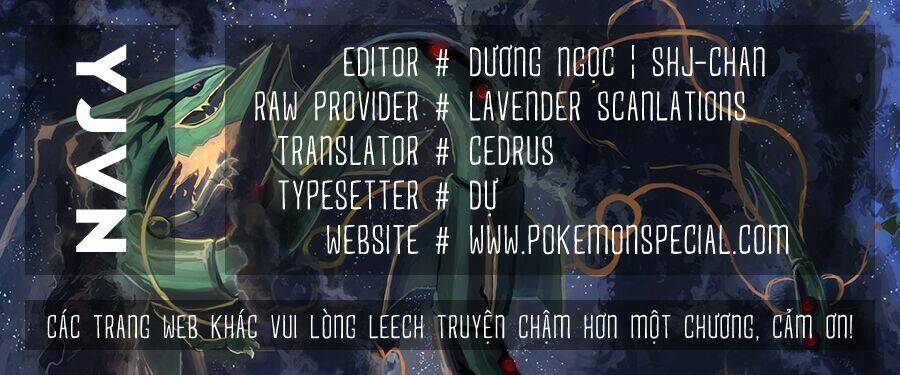 YJVN
EDITOR # DƯƠNG NGỌC ¦ SHJ-CHAN
RAW PROVIDER # LAVENDER SCANLATIONS
TRANSLATOR # CEDRUS
TYPESETTER # DỰ
WEBSITE # WWW.POKEMONSPECIAL.COM
CÁC TRANG WEB KHÁC VUI LÒNG LEECH TRUYỆN CHẬM HƠN MỘT CHƯƠNG, CẢM ƠN!